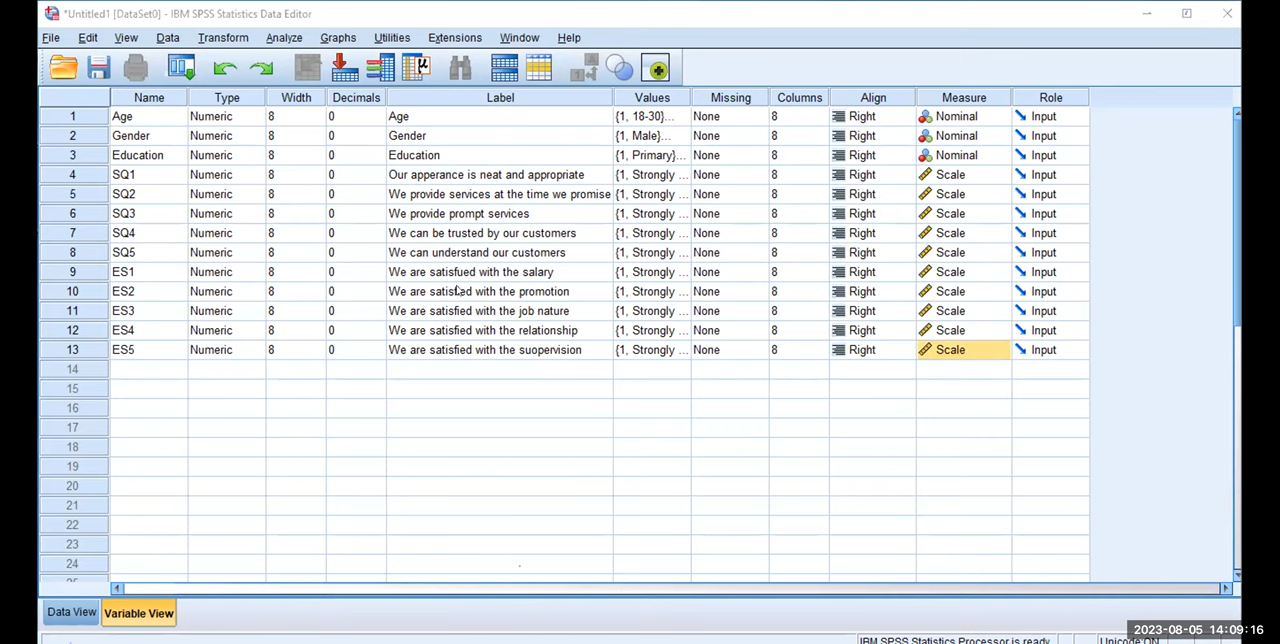 *Untitled1 [DataSet0] - IBM SPSS Statistics Data Editor
File Edit View Data Transform Analyze Graphs Utilities Extensions Window Help
Name Type Width Decimals Label Values Missing Columns Align Measure Role
1 Age Numeric 8 0 Age {1, 18-30}... None 8 Right Nominal Input
2 Gender Numeric 8 0 Gender {1, Male}... None 8 Right Nominal Input
3 Education Numeric 8 0 Education {1, Primary}... None 8 Right Nominal Input
4 SQ1 Numeric 8 0 Our apperance is neat and appropriate {1, Strongly ... None 8 Right Scale Input
5 SQ2 Numeric 8 0 We provide services at the time we promise {1, Strongly ... None 8 Right Scale Input
6 SQ3 Numeric 8 0 We provide prompt services {1, Strongly ... None 8 Right Scale Input
7 SQ4 Numeric 8 0 We can be trusted by our customers {1, Strongly ... None 8 Right Scale Input
8 SQ5 Numeric 8 0 We can understand our customers {1, Strongly ... None 8 Right Scale Input
9 ES1 Numeric 8 0 We are satisfued with the salary {1, Strongly ... None 8 Right Scale Input
10 ES2 Numeric 8 0 We are satisfied with the promotion {1, Strongly ... None 8 Right Scale Input
11 ES3 Numeric 8 0 We are satisfied with the job nature {1, Strongly ... None 8 Right Scale Input
12 ES4 Numeric 8 0 We are satisfied with the relationship {1, Strongly ... None 8 Right Scale Input
13 ES5 Numeric 8 0 We are satisfied with the suopervision {1, Strongly ... None 8 Right Scale Input
14
15
16
17
18
19
20
21
22
23
24
Data View Variable View
IBM SPSS Statistics Processor is ready Unicode:ON
2023-08-05 14:09:16